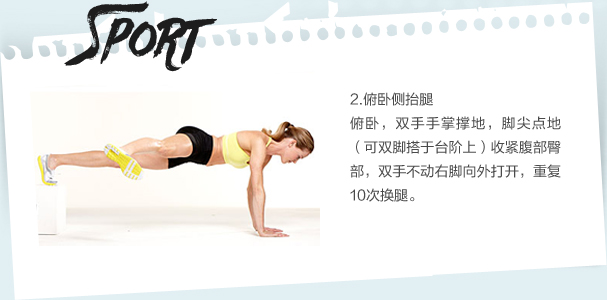 SPORT
2.俯卧侧抬腿
俯卧，双手手掌撑地，脚尖点地
（可双脚搭于台阶上）收紧腹部臀
部，双手不动右脚向外打开，重复
10次换腿。